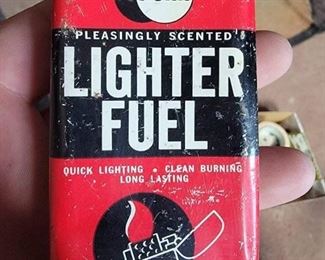 PLEASINGLY SCENTED
LIGHTER
FUEL
QUICK LIGHTING • CLEAN BURNING
LONG LASTING